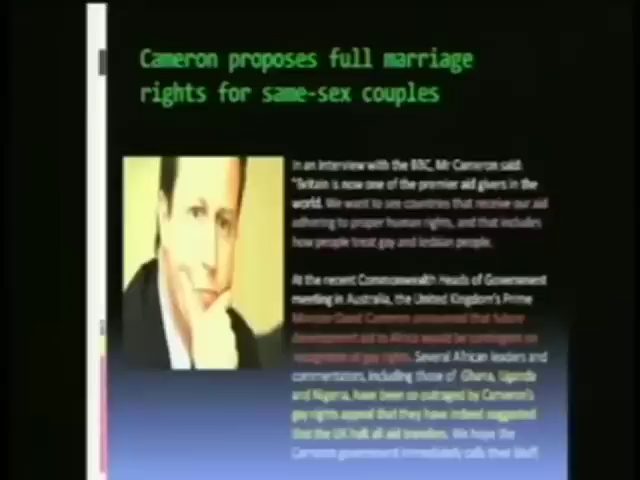 Cameron proposes full marriage
rights for same-sex couples
In an interview with the BBC, Mr Cameron said:
"Britain is now one of the premier aid givers in the
world. We want to see countries that receive our aid
adhering to proper human rights, and that includes
how people treat gay and lesbian people.
At the recent Commonwealth Heads of Government
meeting in Australia, the United Kingdom's Prime
Minister David Cameron announced that future
aid to Africa would be contingent on
recognition of gay rights. Several African leaders and
commentators, including those of Ghana, Uganda
and Nigeria, have been so outraged by Cameron's
gay rights appeal that they have indeed suggested
that the UK halt all aid transfers. We hope the
Cameron government immediately calls their bluff.